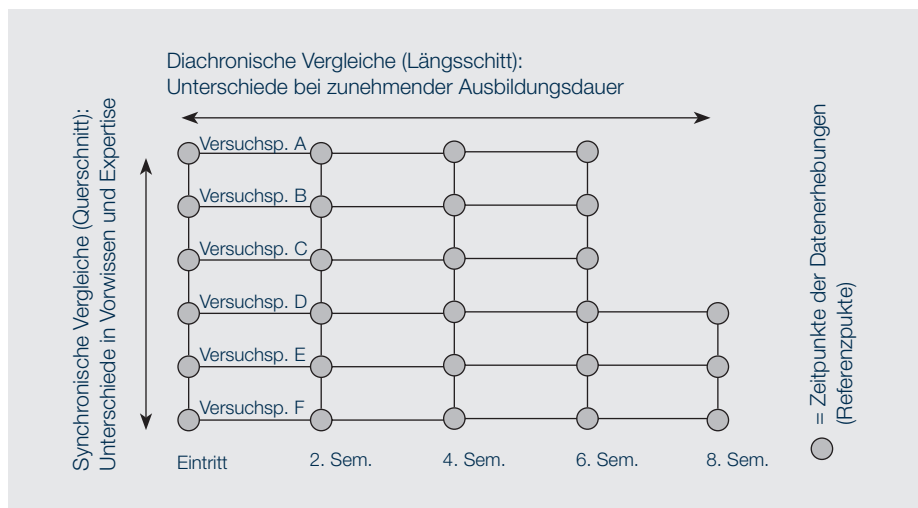 Diachronische Vergleiche (Längsschnitt):
Unterschiede bei zunehmender Ausbildungsdauer
Synchronische Vergleiche (Querschnitt):
Unterschiede in Vorwissen und Expertise
Versuchsp. A
Versuchsp. B
Versuchsp. C
Versuchsp. D
Versuchsp. E
Versuchsp. F
Eintritt
2. Sem.
4. Sem.
6. Sem.
8. Sem.
= Zeitpunkte der Datenerhebungen
(Referenzpukte)